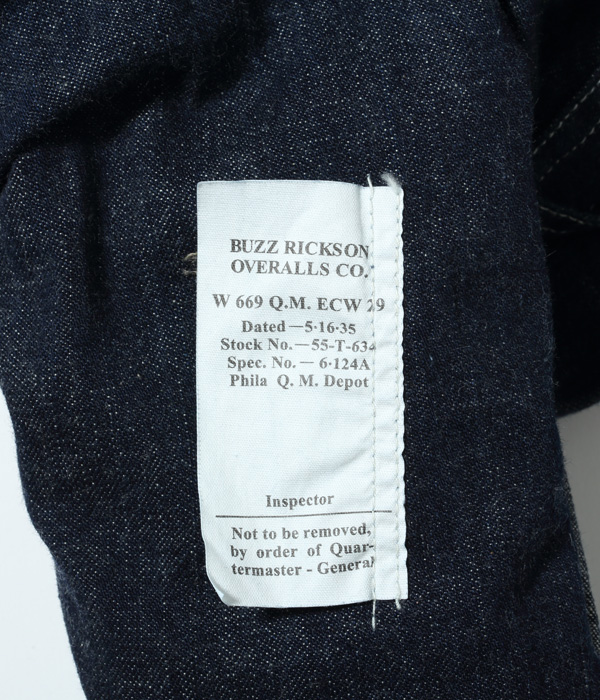 BUZZ RICKSON
OVERALLS CO.
W 669 Q.M. ECW 29
Dated—5·16·35
Stock No.—55-T-634
Spec. No.— 6·124A
Phila Q. M. Depot
Inspector
Not to be removed,
by order of Quar-
termaster - General